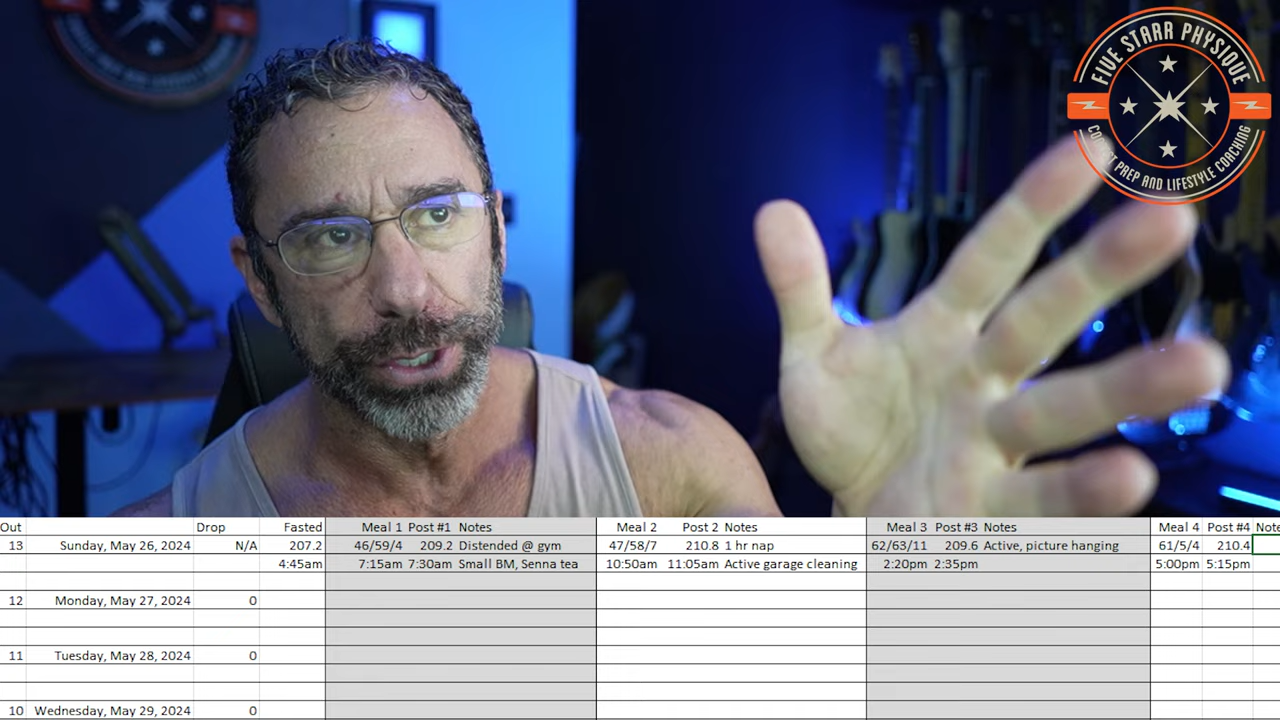 FIVE STARR PHYSIQUE
PREP AND LIFESTYLE COACHING
Out Drop Fasted Meal 1 Post #1 Notes Meal 2 Post 2 Notes Meal 3 Post #3 Notes Meal 4 Post #4
13 Sunday, May 26, 2024 N/A 207.2 46/59/4 209.2 Distended @ gym 47/58/7 210.8 1 hr nap 62/63/11 209.6 Active, picture hanging 61/5/4 210.4
4:45am 7:15am 7:30am Small BM, Senna tea 10:50am 11:05am Active garage cleaning 2:20pm 2:35pm 5:00pm 5:15pm
12 Monday, May 27, 2024 0
11 Tuesday, May 28, 2024 0
10 Wednesday, May 29, 2024 0